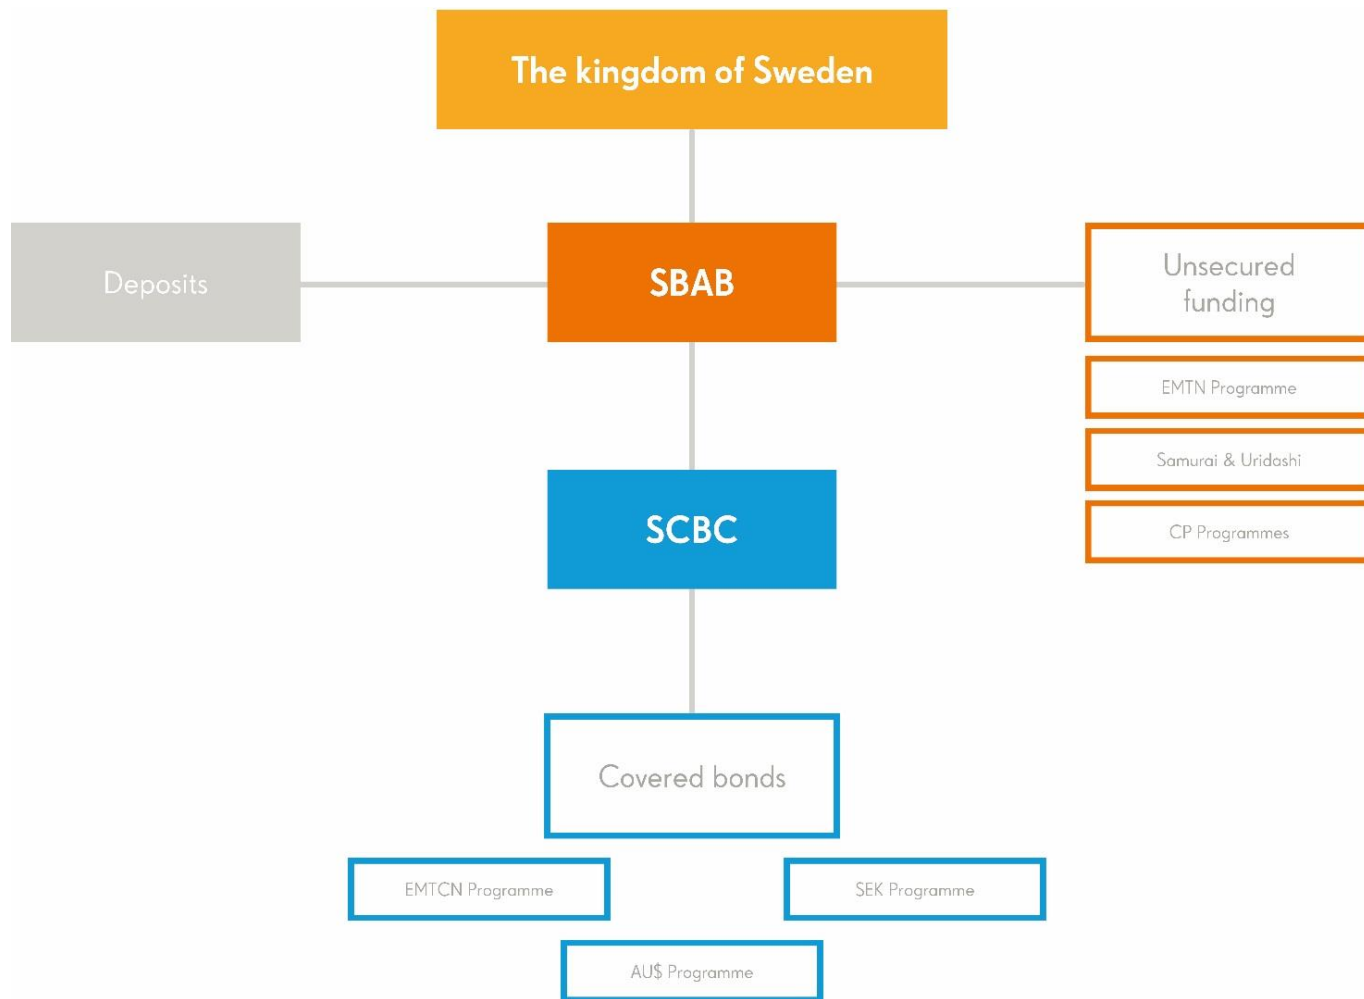 The kingdom of Sweden
Deposits
SBAB
Unsecured
funding
EMTN Programme
Samurai & Uridashi
CP Programmes
SCBC
Covered bonds
EMTCN Programme
SEK Programme
AU$ Programme